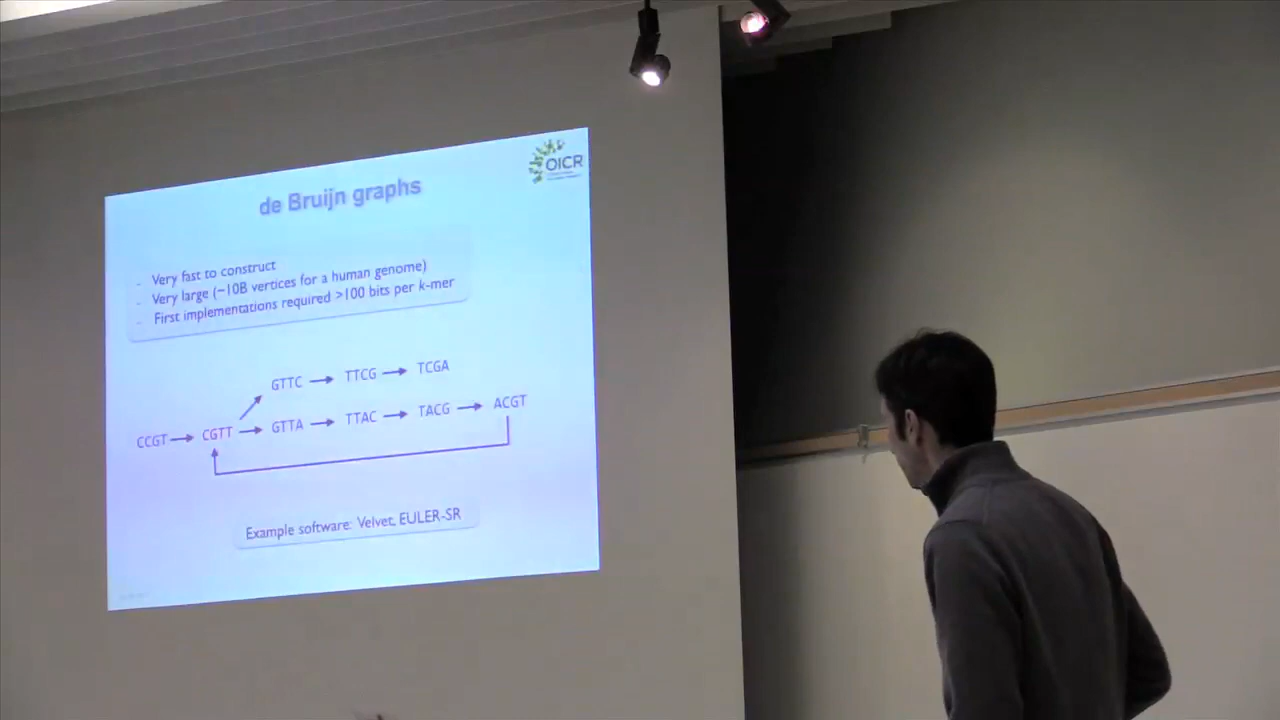 OICR
de Bruijn graphs
- Very fast to construct
- Very large (~10B vertices for a human genome)
- First implementations required >100 bits per k-mer
GTTC → TTCG → TCGA
CCGT → CGTT → GTTA → TTAC → TACG → ACGT
Example software: Velvet, EULER-SR